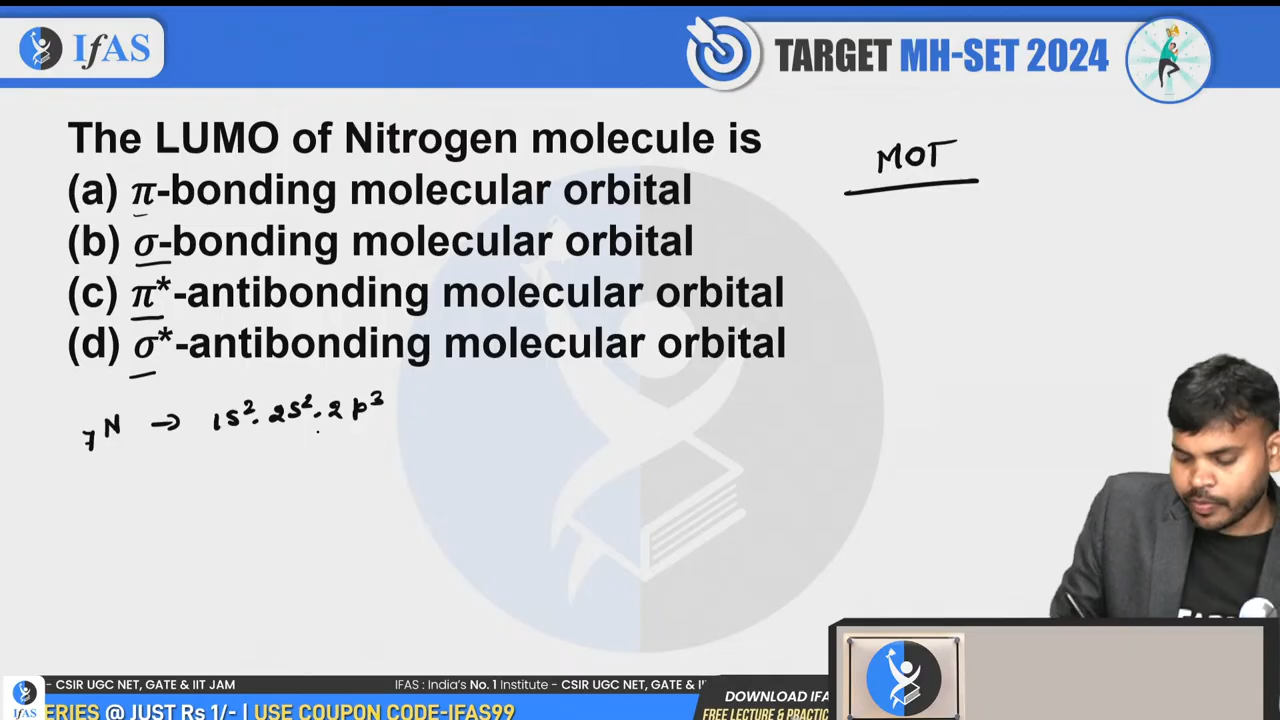 IfAS
TARGET MH-SET 2024
The LUMO of Nitrogen molecule is
MOT
(a) π-bonding molecular orbital
(b) σ-bonding molecular orbital
(c) π*-antibonding molecular orbital
(d) σ*-antibonding molecular orbital
₇N → 1s². 2s². 2p³
- CSIR UGC NET, GATE & IIT JAM
IFAS : India's No. 1 Institute - CSIR UGC NET, GATE & I
DOWNLOAD IFA
ERIES @ JUST Rs 1/- | USE COUPON CODE-IFAS99
FREE LECTURE & PRACTIC